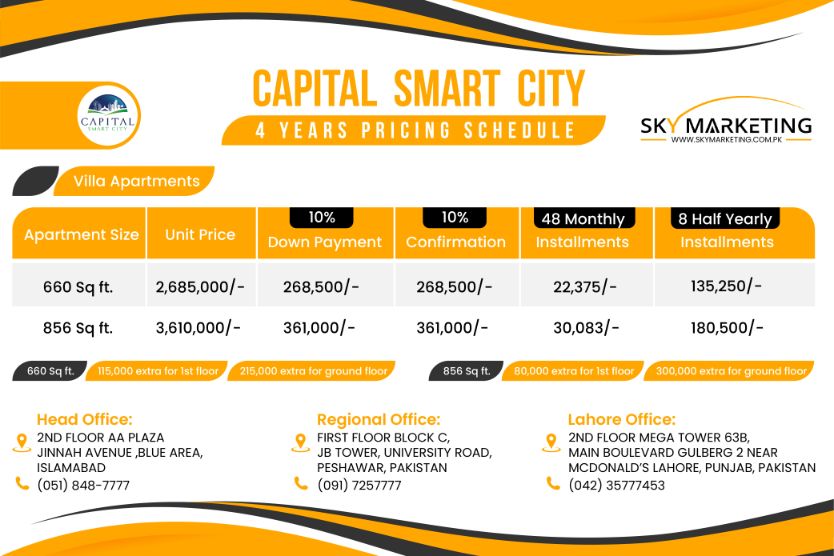 CAPITAL SMART CITY
4 YEARS PRICING SCHEDULE
CAPITAL
SMART CITY
SKY MARKETING
WWW.SKYMARKETING.COM.PK
Villa Apartments
Apartment Size Unit Price 10% Down Payment 10% Confirmation 48 Monthly Installments 8 Half Yearly Installments
660 Sq ft. 2,685,000/- 268,500/- 268,500/- 22,375/- 135,250/-
856 Sq ft. 3,610,000/- 361,000/- 361,000/- 30,083/- 180,500/-
660 Sq ft. 115,000 extra for 1st floor 215,000 extra for ground floor 856 Sq ft. 80,000 extra for 1st floor 300,000 extra for ground floor
Head Office:
2ND FLOOR AA PLAZA
JINNAH AVENUE ,BLUE AREA,
ISLAMABAD
(051) 848-7777
Regional Office:
FIRST FLOOR BLOCK C,
JB TOWER, UNIVERSITY ROAD,
PESHAWAR, PAKISTAN
(091) 7257777
Lahore Office:
2ND FLOOR MEGA TOWER 63B,
MAIN BOULEVARD GULBERG 2 NEAR
MCDONALD'S LAHORE, PUNJAB, PAKISTAN
(042) 35777453